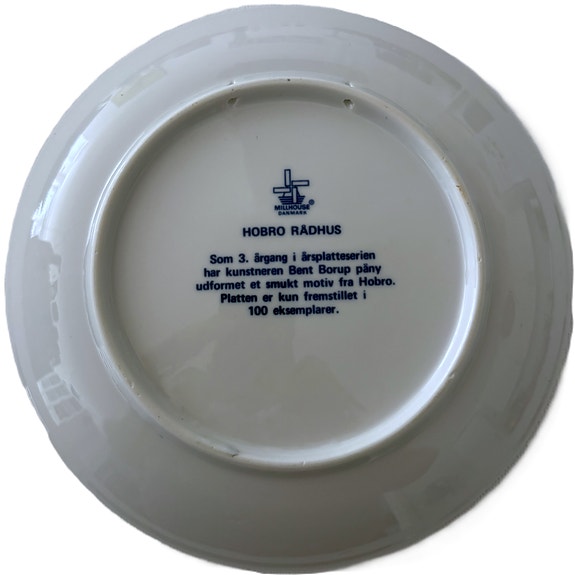 MILLHOUSE®
DANMARK
HOBRO RÅDHUS
Som 3. årgang i årsplatteserien
har kunstneren Bent Borup påny
udformet et smukt motiv fra Hobro.
Platten er kun fremstillet i
100 eksemplarer.